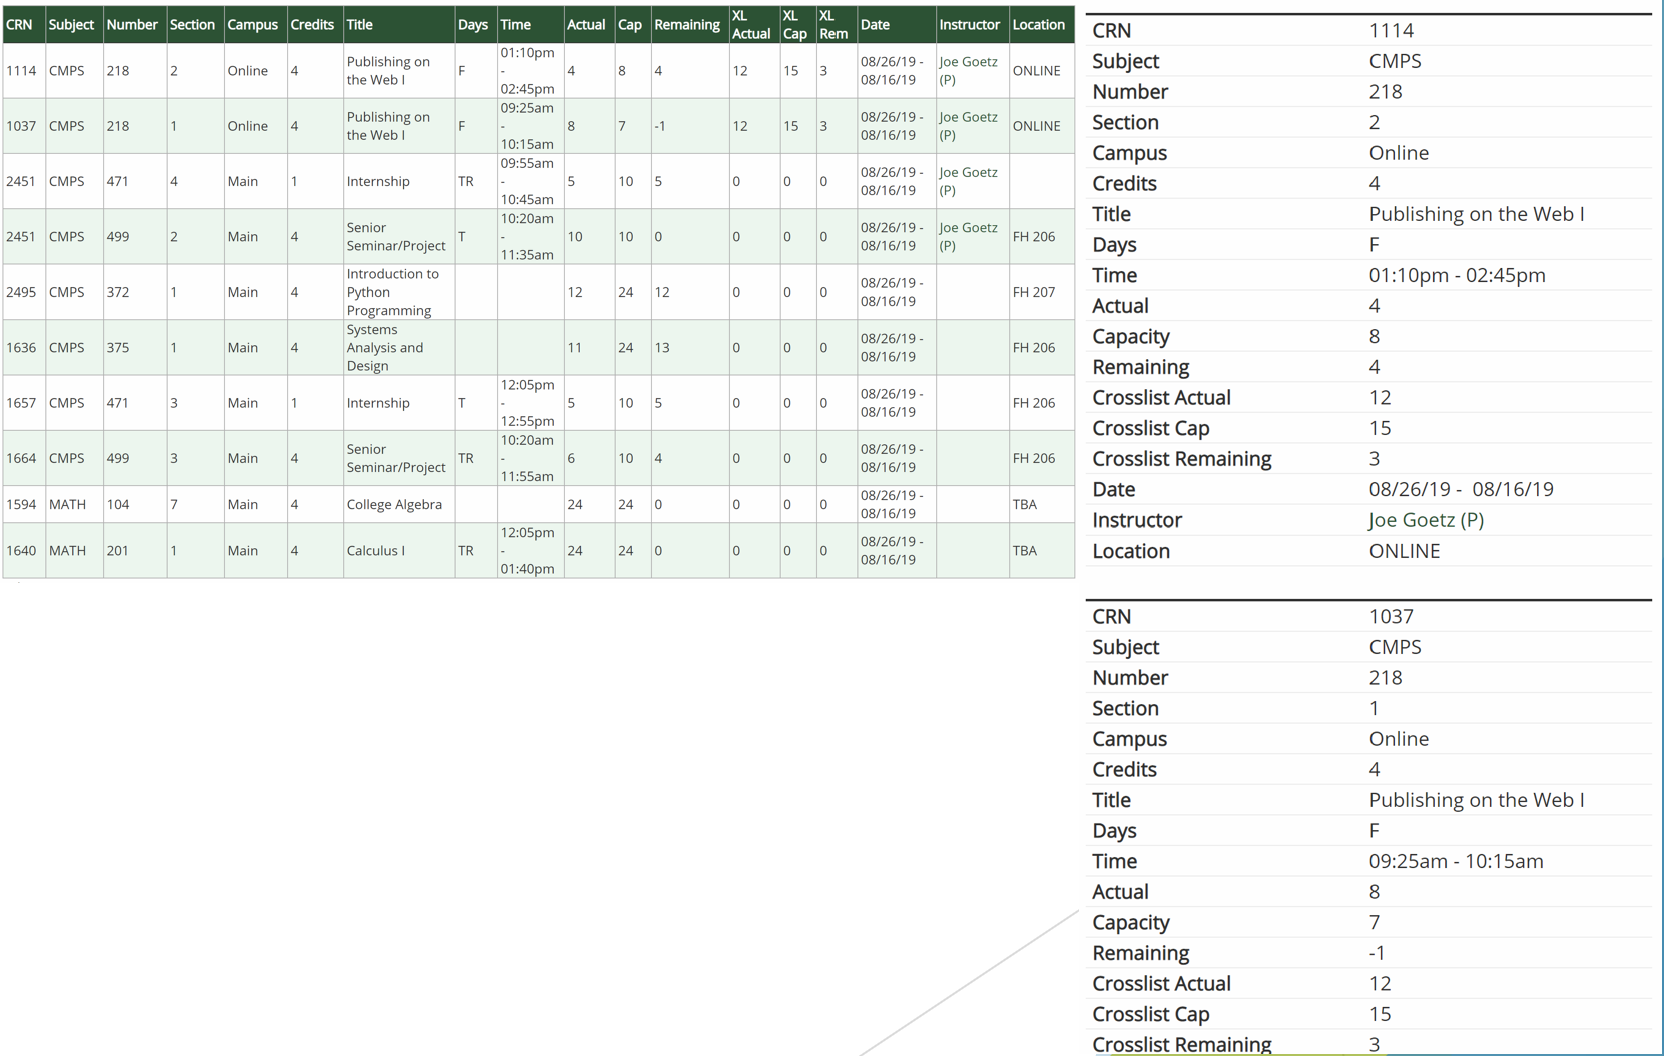 CRN Subject Number Section Campus Credits Title Days Time Actual Cap Remaining XL Actual XL Cap XL Rem Date Instructor Location
1114 CMPS 218 2 Online 4 Publishing on the Web I F 01:10pm - 02:45pm 4 8 4 12 15 3 08/26/19 - 08/16/19 Joe Goetz (P) ONLINE
1037 CMPS 218 1 Online 4 Publishing on the Web I F 09:25am - 10:15am 8 7 -1 12 15 3 08/26/19 - 08/16/19 Joe Goetz (P) ONLINE
2451 CMPS 471 4 Main 1 Internship TR 09:55am - 10:45am 5 10 5 0 0 0 08/26/19 - 08/16/19 Joe Goetz (P)
2451 CMPS 499 2 Main 4 Senior Seminar/Project T 10:20am - 11:35am 10 10 0 0 0 0 08/26/19 - 08/16/19 Joe Goetz (P) FH 206
2495 CMPS 372 1 Main 4 Introduction to Python Programming 12 24 12 0 0 0 08/26/19 - 08/16/19 FH 207
1636 CMPS 375 1 Main 4 Systems Analysis and Design 11 24 13 0 0 0 08/26/19 - 08/16/19 FH 206
1657 CMPS 471 3 Main 1 Internship T 12:05pm - 12:55pm 5 10 5 0 0 0 08/26/19 - 08/16/19 FH 206
1664 CMPS 499 3 Main 4 Senior Seminar/Project TR 10:20am - 11:55am 6 10 4 0 0 0 08/26/19 - 08/16/19 FH 206
1594 MATH 104 7 Main 4 College Algebra 24 24 0 0 0 0 08/26/19 - 08/16/19 TBA
1640 MATH 201 1 Main 4 Calculus I TR 12:05pm - 01:40pm 24 24 0 0 0 0 08/26/19 - 08/16/19 TBA
CRN 1114
Subject CMPS
Number 218
Section 2
Campus Online
Credits 4
Title Publishing on the Web I
Days F
Time 01:10pm - 02:45pm
Actual 4
Capacity 8
Remaining 4
Crosslist Actual 12
Crosslist Cap 15
Crosslist Remaining 3
Date 08/26/19 - 08/16/19
Instructor Joe Goetz (P)
Location ONLINE
CRN 1037
Subject CMPS
Number 218
Section 1
Campus Online
Credits 4
Title Publishing on the Web I
Days F
Time 09:25am - 10:15am
Actual 8
Capacity 7
Remaining -1
Crosslist Actual 12
Crosslist Cap 15
Crosslist Remaining 3